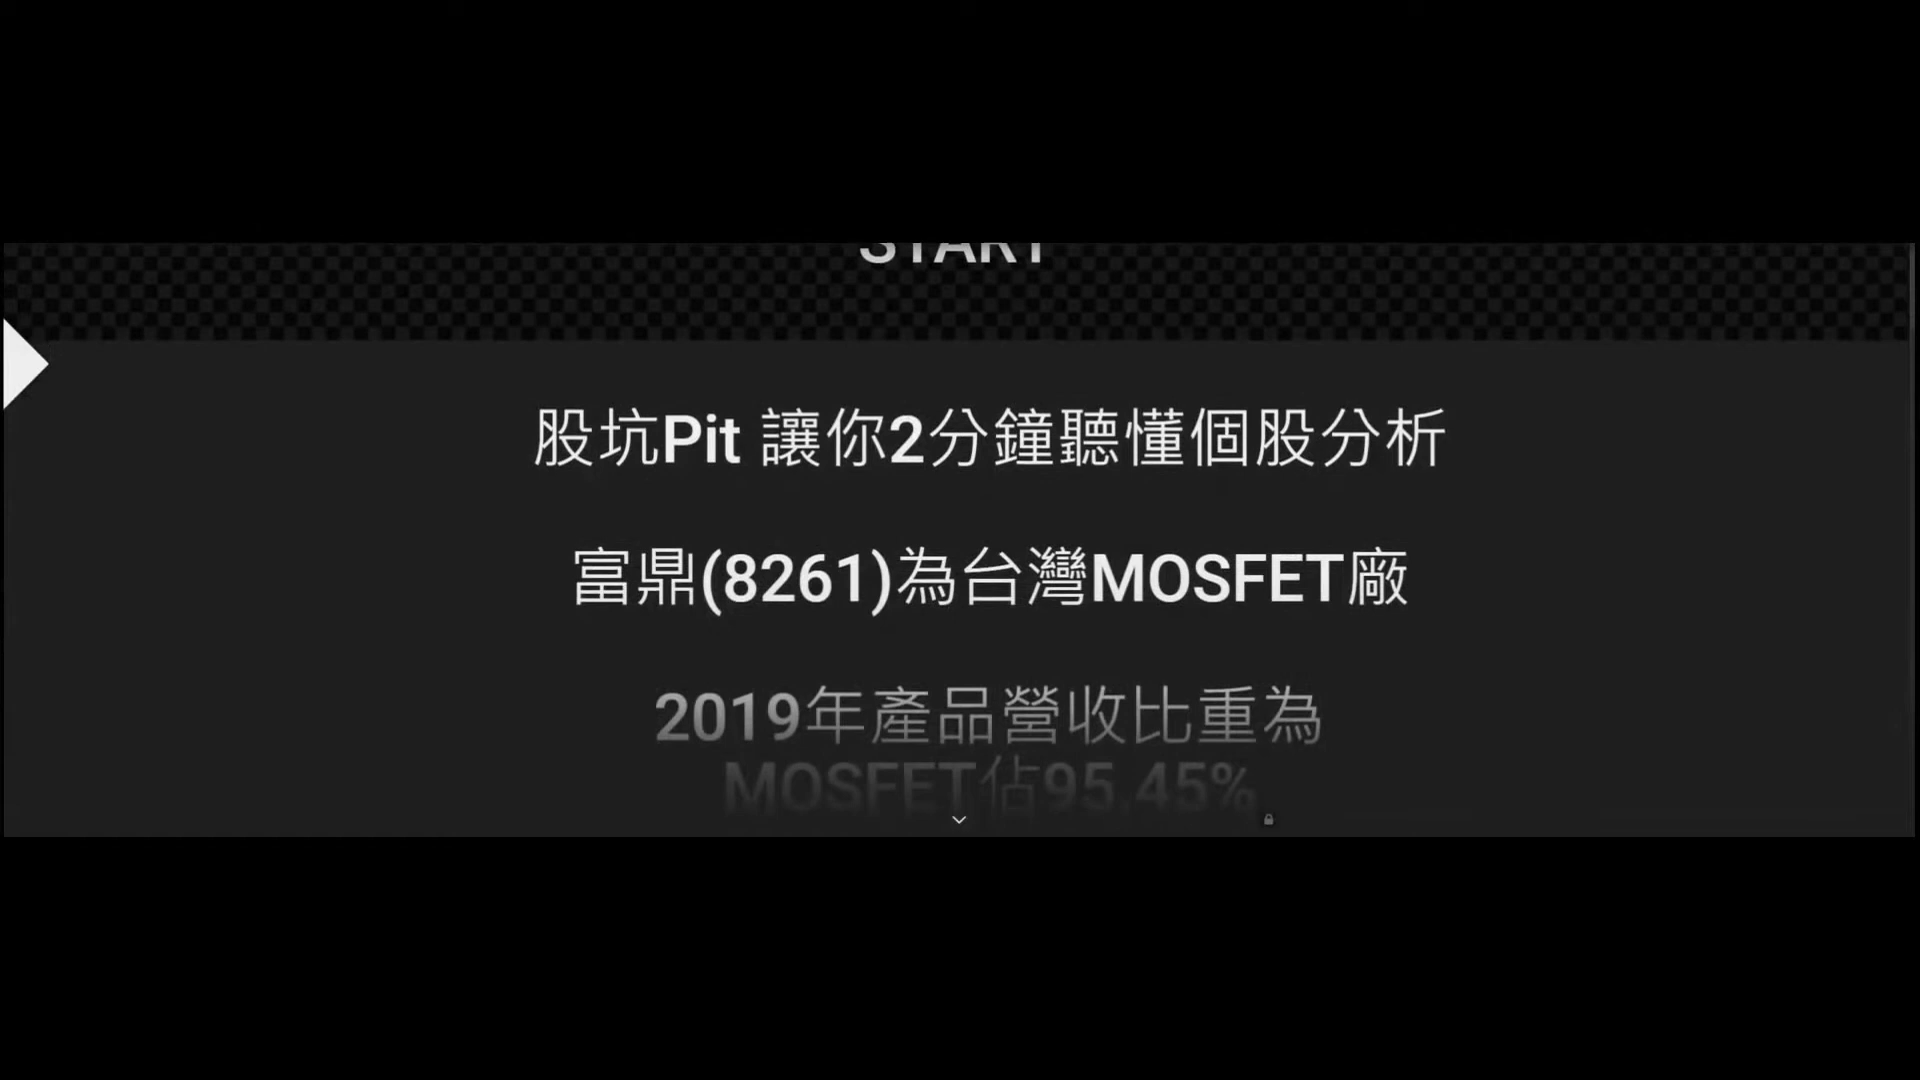 START
股坑Pit 讓你2分鐘聽懂個股分析
富鼎(8261)為台灣MOSFET廠
2019年產品營收比重為
MOSFET佔95.45%